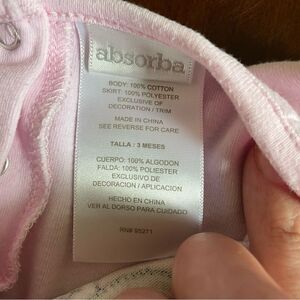 absorba
BODY: 100% COTTON
SKIRT: 100% POLYESTER
EXCLUSIVE OF
DECORATION / TRIM
MADE IN CHINA
SEE REVERSE FOR CARE
TALLA : 3 MESES
CUERPO: 100% ALGODON
FALDA: 100% POLIESTER
EXCLUSIVO DE
DECORACION / APLICACION
HECHO EN CHINA
VER AL DORSO PARA CUIDADO
RN# 95271